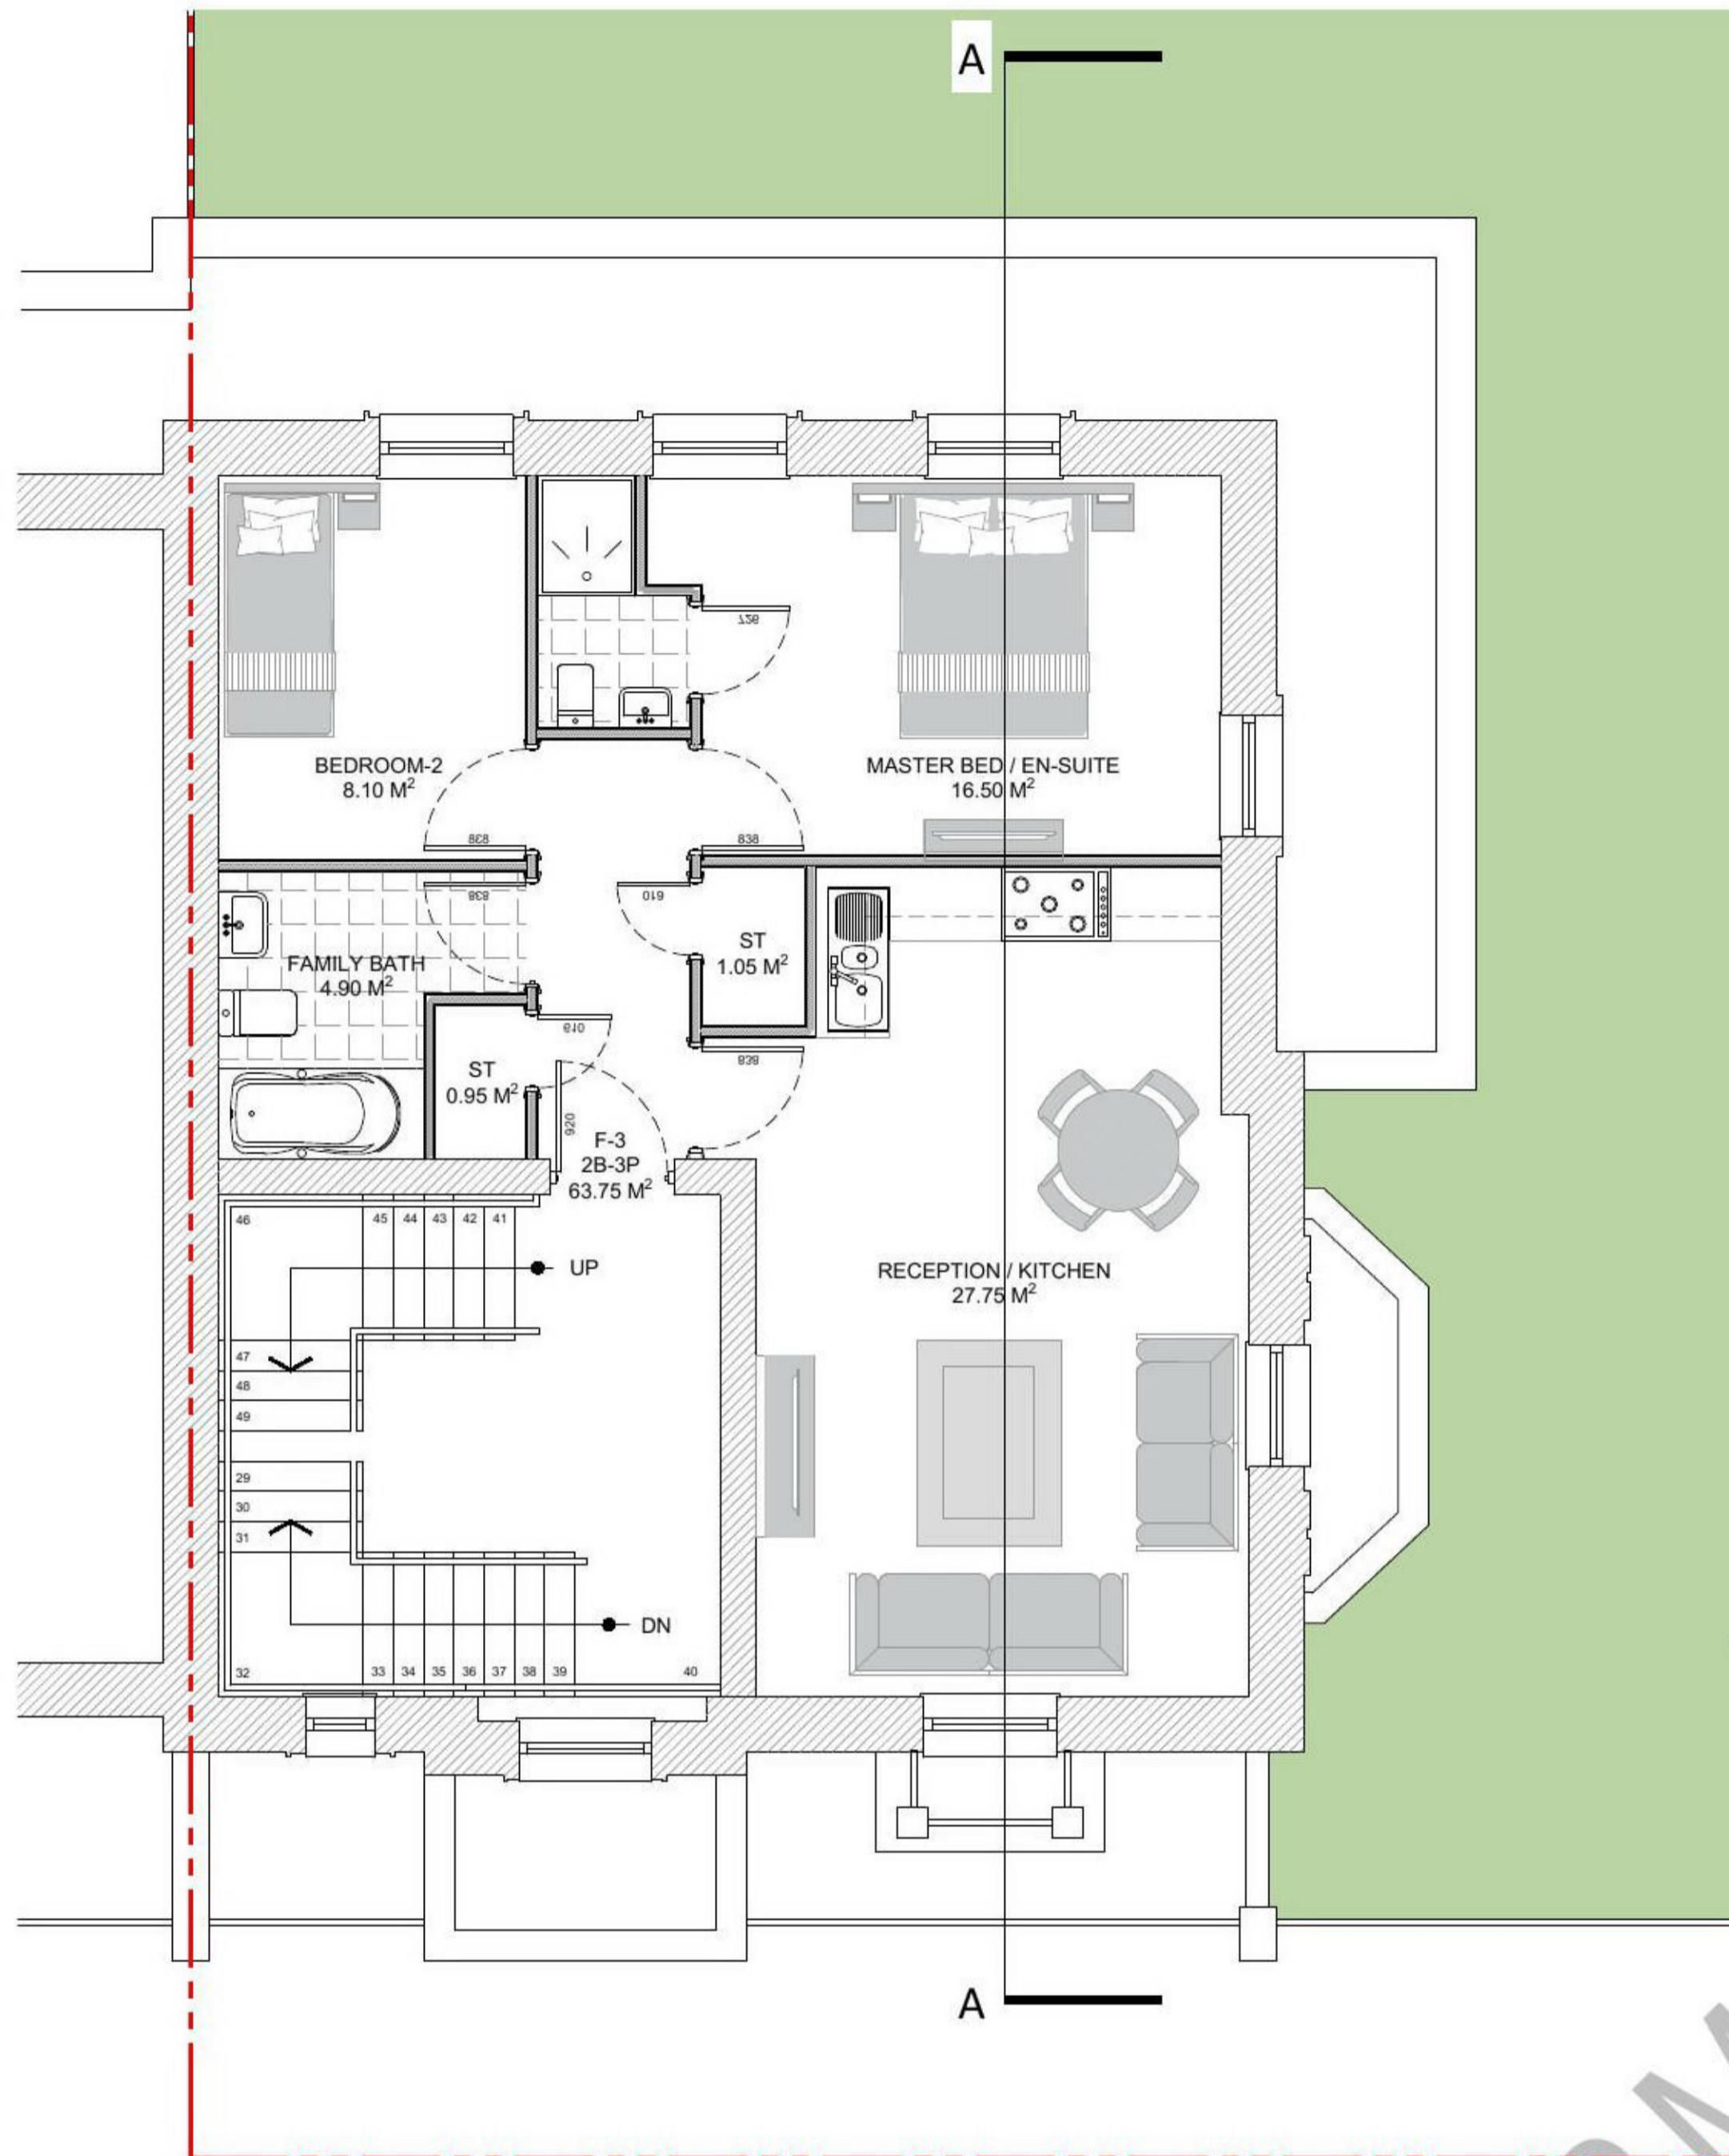 A
726
BEDROOM-2
8.10 M²
MASTER BED / EN-SUITE
16.50 M²
838
838
838
610
ST
1.05 M²
FAMILY BATH
4.90 M²
610
838
ST
0.95 M²
920
F-3
2B-3P
63.75 M²
46
45
44
43
42
41
UP
RECEPTION / KITCHEN
27.75 M²
47
48
49
29
30
31
DN
32
33
34
35
36
37
38
39
40
A